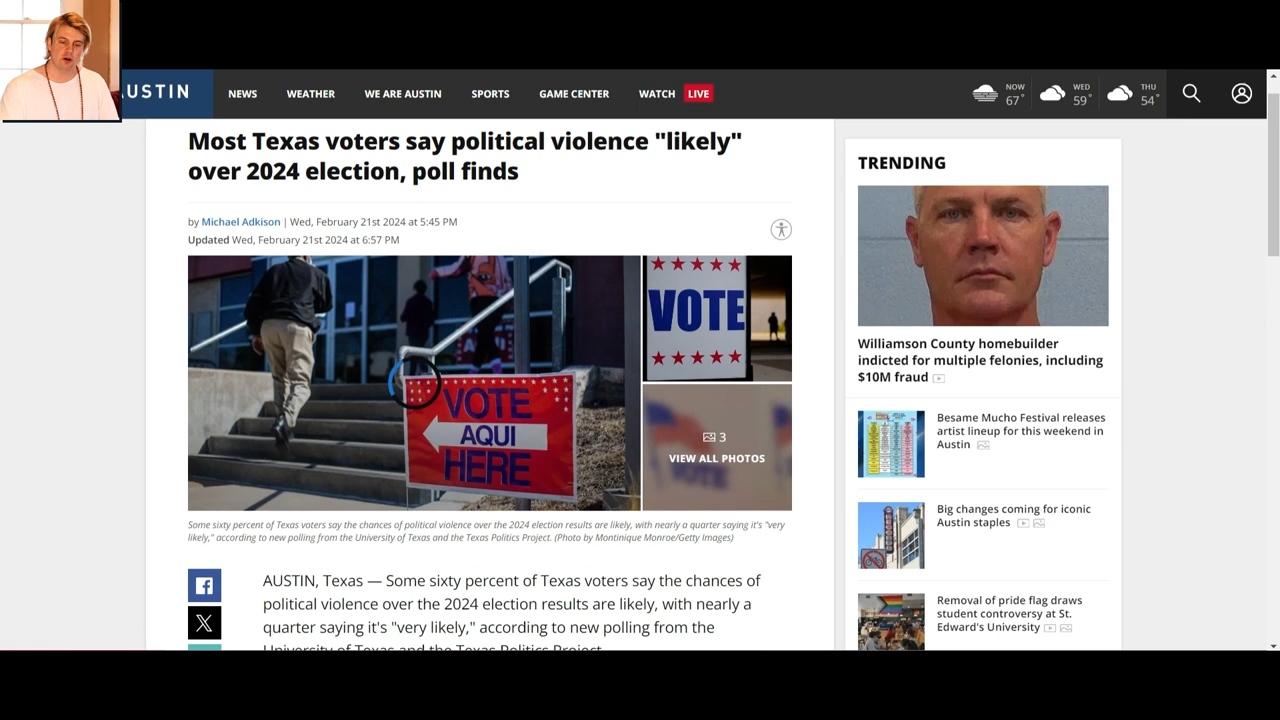 USTIN
NEWS
WEATHER
WE ARE AUSTIN
SPORTS
GAME CENTER
WATCH LIVE
NOW
67°
WED
59°
THU
54°
Most Texas voters say political violence "likely"
over 2024 election, poll finds
by Michael Adkison | Wed, February 21st 2024 at 5:45 PM
Updated Wed, February 21st 2024 at 6:57 PM
VOTE
AQUI
HERE
VOTE
3
VIEW ALL PHOTOS
Some sixty percent of Texas voters say the chances of political violence over the 2024 election results are likely, with nearly a quarter saying it's "very
likely," according to new polling from the University of Texas and the Texas Politics Project. (Photo by Montinique Monroe/Getty Images)
AUSTIN, Texas — Some sixty percent of Texas voters say the chances of
political violence over the 2024 election results are likely, with nearly a
quarter saying it's "very likely," according to new polling from the
University of Texas and the Texas Politics Project.
TRENDING
Williamson County homebuilder
indicted for multiple felonies, including
$10M fraud
Besame Mucho Festival releases
artist lineup for this weekend in
Austin
Big changes coming for iconic
Austin staples
Removal of pride flag draws
student controversy at St.
Edward's University